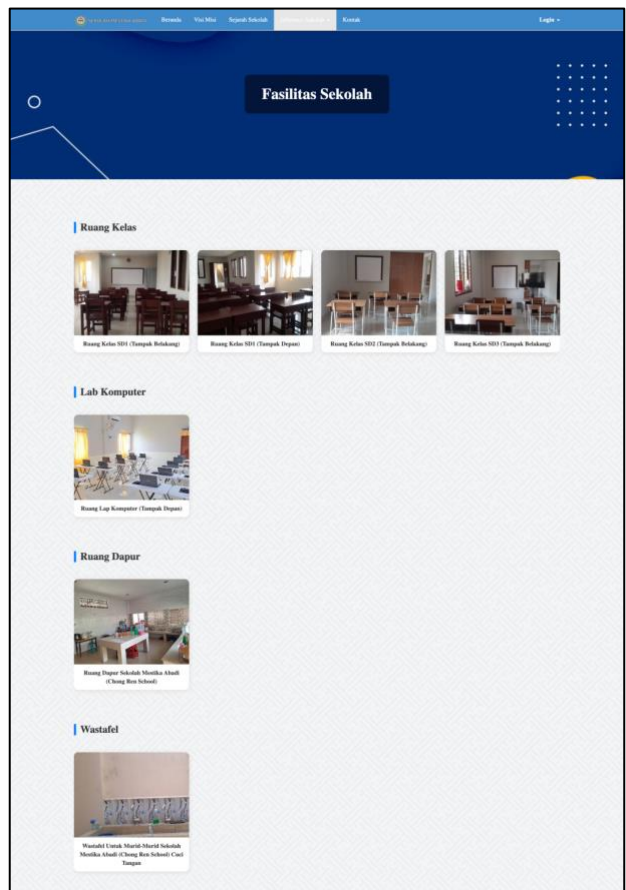 Beranda Visi Misi Sejarah Sekolah Kontak Login
Fasilitas Sekolah
Ruang Kelas
Ruang Kelas SD1 (Tampak Belakang)
Ruang Kelas SD1 (Tampak Depan)
Ruang Kelas SD2 (Tampak Belakang)
Ruang Kelas SD3 (Tampak Belakang)
Lab Komputer
Ruang Lap Komputer (Tampak Depan)
Ruang Dapur
Ruang Dapur Sekolah Mestika Abadi
(Chong Ren School)
Wastafel
Wastafel Untuk Murid-Murid Sekolah
Mestika Abadi (Chong Ren School) Cuci
Tangan